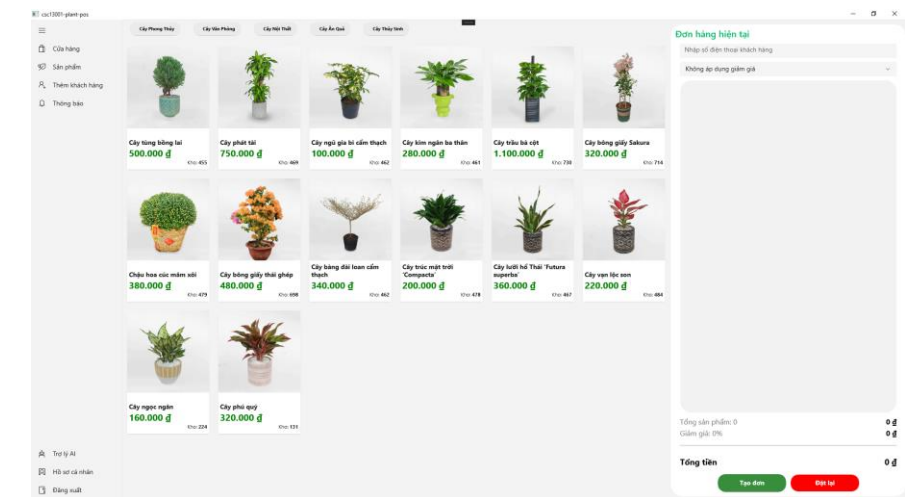 csc13001-plant-pos
Cửa hàng
Sản phẩm
Thêm khách hàng
Thông báo
Cây Phong Thủy
Cây Văn Phòng
Cây Nội Thất
Cây Ăn Quả
Cây Thủy Sinh
Cây tùng bồng lai
500.000 ₫
Kho: 455
Cây phát tài
750.000 ₫
Kho: 469
Cây ngũ gia bì cẩm thạch
100.000 ₫
Kho: 462
Cây kim ngân ba thân
280.000 ₫
Kho: 461
Cây trầu bà cột
1.100.000 ₫
Kho: 738
Cây bông giấy Sakura
320.000 ₫
Kho: 714
Chậu hoa cúc mâm xôi
380.000 ₫
Kho: 479
Cây bông giấy thái ghép
480.000 ₫
Kho: 698
Cây bàng đài loan cẩm
thạch
340.000 ₫
Kho: 462
Cây trúc mặt trời
'Compacta'
200.000 ₫
Kho: 478
Cây lưỡi hổ Thái 'Futura
superba'
360.000 ₫
Kho: 467
Cây vạn lộc son
220.000 ₫
Kho: 484
Cây ngọc ngân
160.000 ₫
Kho: 224
Cây phú quý
320.000 ₫
Kho: 131
Trợ lý AI
Hồ sơ cá nhân
Đăng xuất
Đơn hàng hiện tại
Nhập số điện thoại khách hàng
Không áp dụng giảm giá
Tổng sản phẩm: 0
0 ₫
Giảm giá: 0%
0 ₫
Tổng tiền
0 ₫
Tạo đơn
Đặt lại